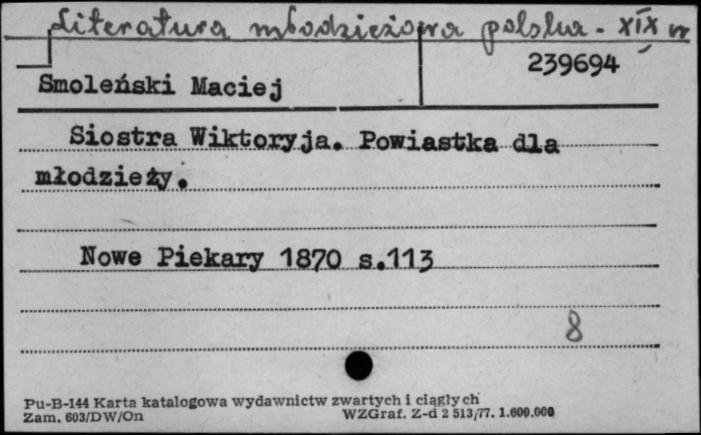 Literatura młodzieżowa polska - XIX w
239694
Smoleński Maciej
Siostra Wiktoryja. Powiastka dla
młodzieży.
Nowe Piekary 1870 s.113
8
Pu-B-144 Karta katalogowa wydawnictw zwartych i ciągłych
Zam. 603/DW/On WZGraf. Z-d 2 513/77. 1.600.000